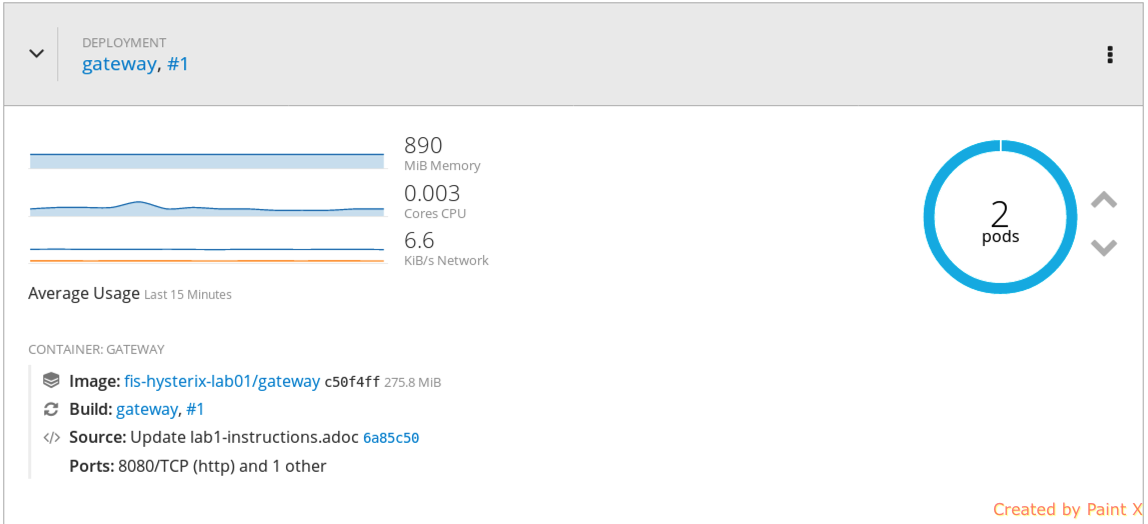 DEPLOYMENT
gateway, #1
890
MiB Memory
0.003
Cores CPU
6.6
KiB/s Network
Average Usage Last 15 Minutes
2
pods
CONTAINER: GATEWAY
Image: fis-hysterix-lab01/gateway c50f4ff 275.8 MiB
Build: gateway, #1
Source: Update lab1-instructions.adoc 6a85c50
Ports: 8080/TCP (http) and 1 other
Created by Paint X